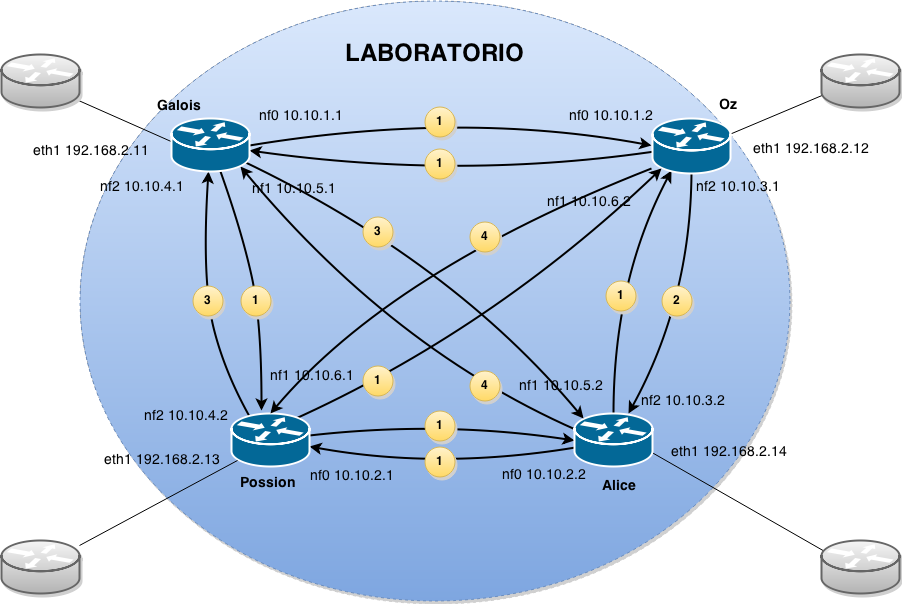 LABORATORIO
Galois
Oz
nf0 10.10.1.1
1
nf0 10.10.1.2
eth1 192.168.2.11
1
eth1 192.168.2.12
nf2 10.10.4.1
nf1 10.10.5.1
nf1 10.10.6.2
nf2 10.10.3.1
3
4
3
1
1
2
nf1 10.10.6.1
1
4
nf1 10.10.5.2
nf2 10.10.4.2
nf2 10.10.3.2
1
eth1 192.168.2.13
1
eth1 192.168.2.14
nf0 10.10.2.1
nf0 10.10.2.2
Possion
Alice